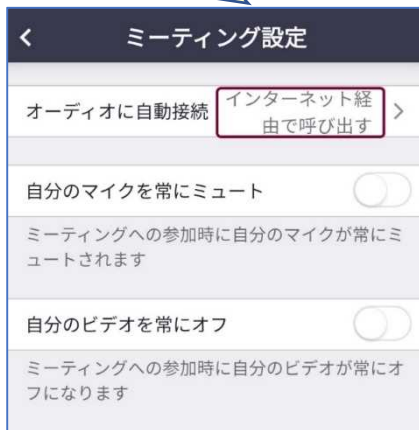 ミーティング設定
オーディオに自動接続
インターネット経
由で呼び出す
自分のマイクを常にミュート
ミーティングへの参加時に自分のマイクが常にミ
ュートされます
自分のビデオを常にオフ
ミーティングへの参加時に自分のビデオが常にオ
フになります